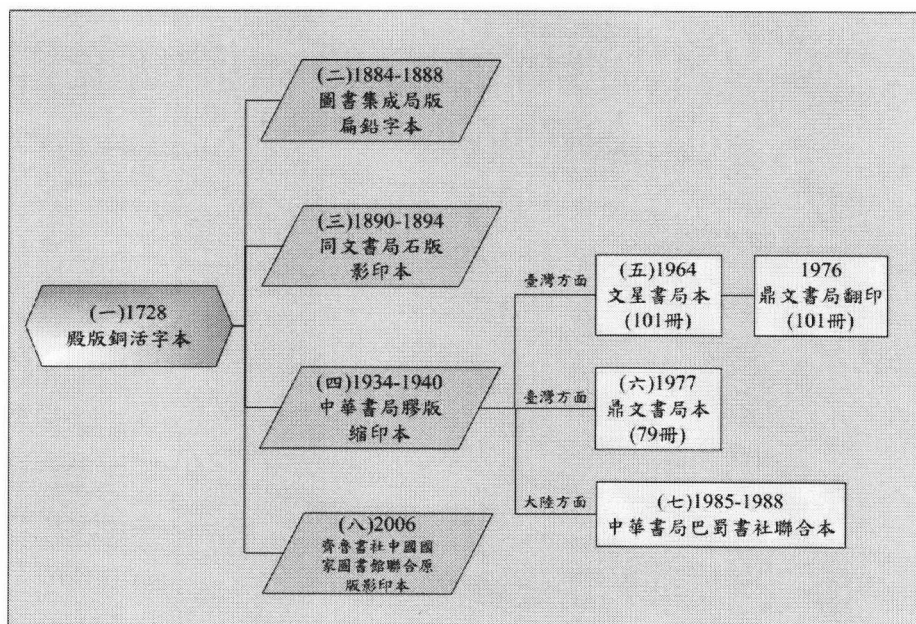 (一)1728
殿版銅活字本
(二)1884-1888
圖書集成局版
扁鉛字本
(三)1890-1894
同文書局石版
影印本
(四)1934-1940
中華書局膠版
縮印本
(八)2006
齊魯書社中國國
家圖書館聯合原
版影印本
臺灣方面
(五)1964
文星書局本
(101冊)
1976
鼎文書局翻印
(101冊)
臺灣方面
(六)1977
鼎文書局本
(79冊)
大陸方面
(七)1985-1988
中華書局巴蜀書社聯合本